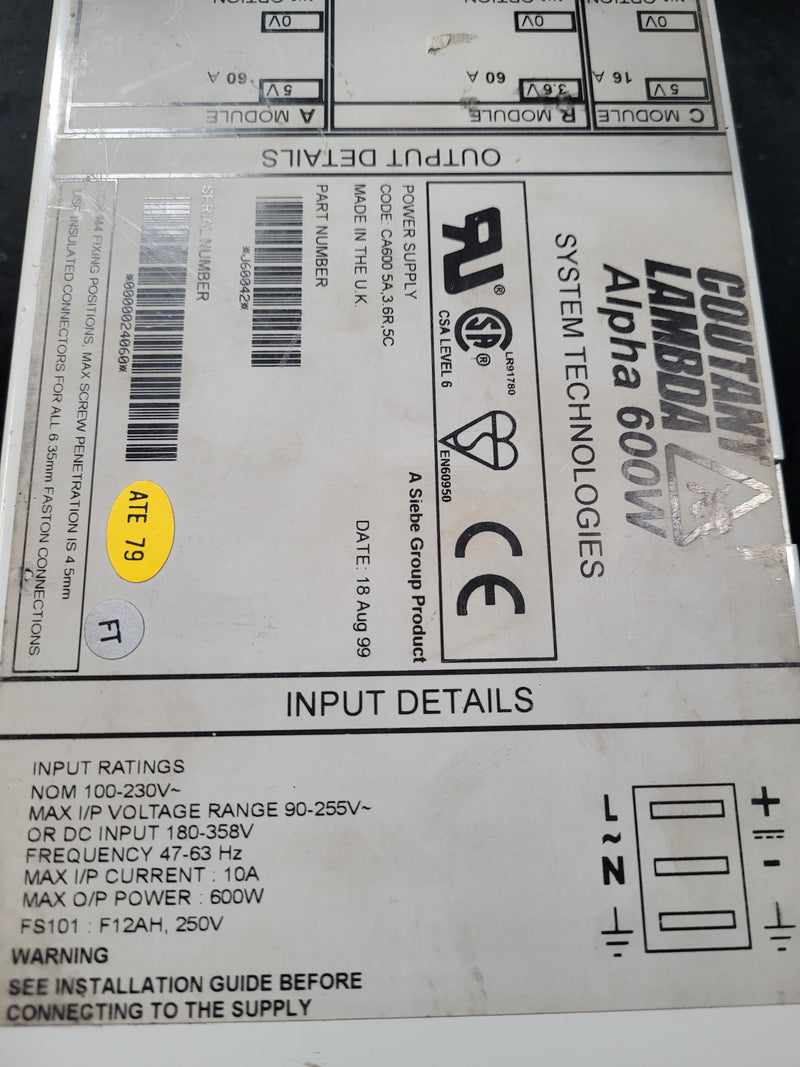 COUTANT
LAMBDA
Alpha 600W
SYSTEM TECHNOLOGIES
LR91780
CSA LEVEL 6
EN60950
CE
POWER SUPPLY
CODE: CA600 5A,3.6R,5C
MADE IN THE U.K.
A Siebe Group Product
DATE: 18 Aug 99
PART NUMBER
*J60042*
SERIAL NUMBER
*0000024060*
ATE 79
FT
FOR M4 FIXING POSITIONS, MAX SCREW PENETRATION IS 4.5mm
USE INSULATED CONNECTORS FOR ALL 6.35mm FASTON CONNECTIONS
OUTPUT DETAILS
C MODULE
5V 16 A
0V
R MODULE
3.6V 60 A
0V
A MODULE
5V 60 A
0V
INPUT DETAILS
INPUT RATINGS
NOM 100-230V~
MAX I/P VOLTAGE RANGE 90-255V~
OR DC INPUT 180-358V
FREQUENCY 47-63 Hz
MAX I/P CURRENT : 10A
MAX O/P POWER : 600W
FS101 : F12AH, 250V
WARNING
SEE INSTALLATION GUIDE BEFORE
CONNECTING TO THE SUPPLY
L ~ N
+ -